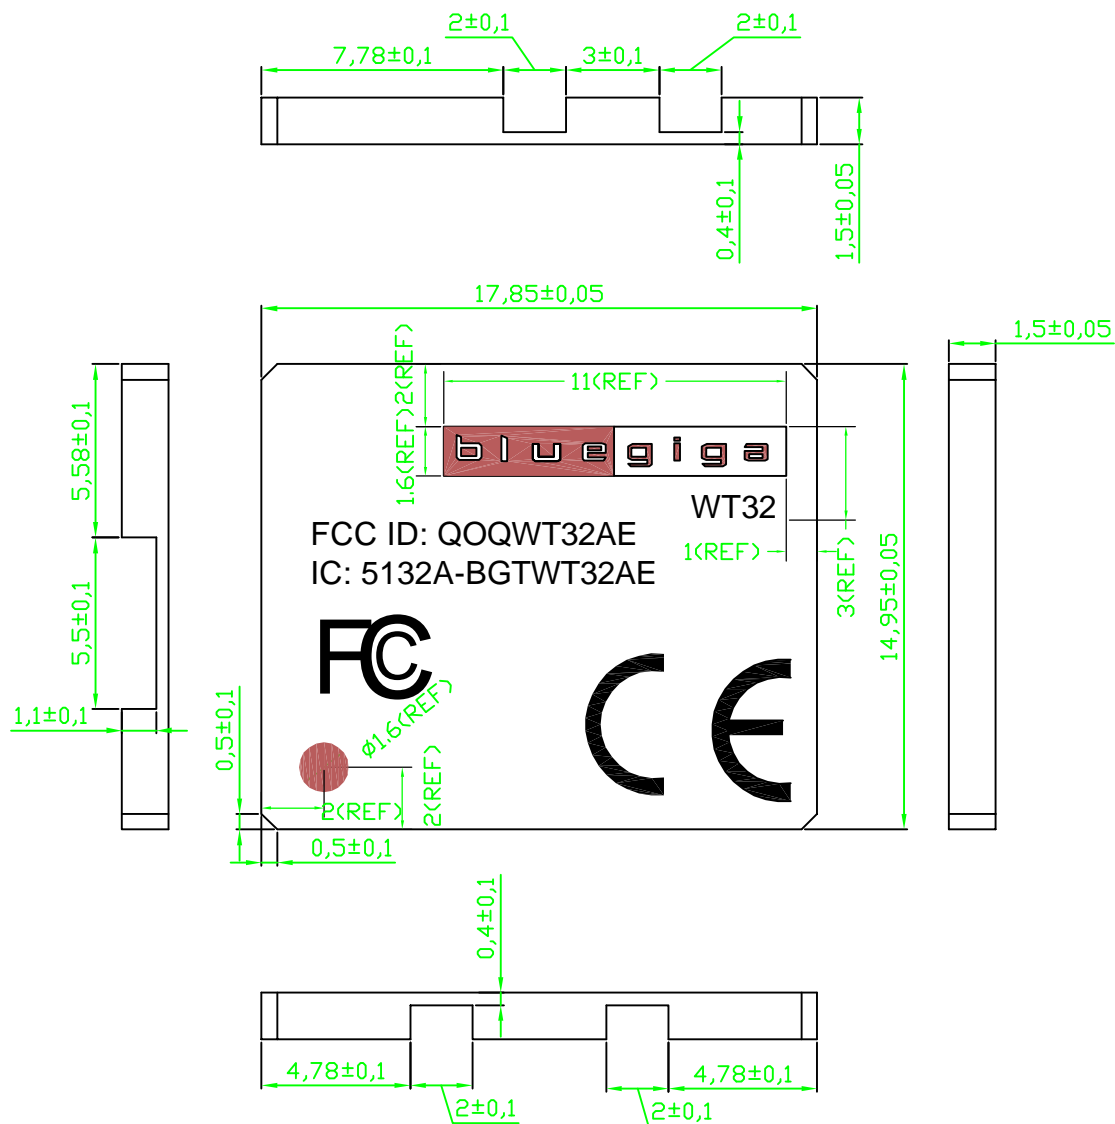 2±0,1
2±0,1
7,78±0,1
3±0,1
0,4±0,1
1,5±0,05
17,85±0,05
1,5±0,05
2(REF)
11(REF)
1.6(REF)
bluegiga
WT32
5,58±0,1
FCC ID: QOQWT32AE
IC: 5132A-BGTWT32AE
1(REF)
3(REF)
14,95±0,05
5,5±0,1
FCC
CE
1,1±0,1
0,5±0,1
ø1.6(REF)
2(REF)
2(REF)
0,5±0,1
0,4±0,1
4,78±0,1
4,78±0,1
2±0,1
2±0,1